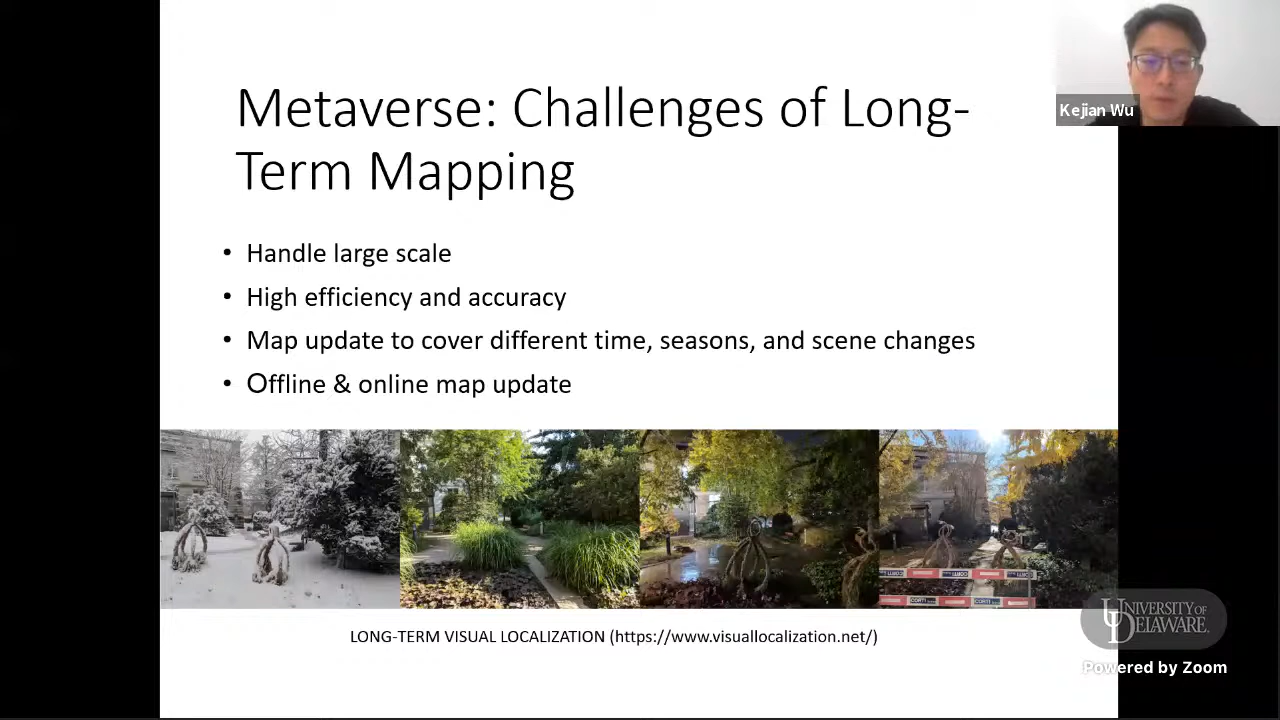 Metaverse: Challenges of Long-
Term Mapping
Kejian Wu
• Handle large scale
• High efficiency and accuracy
• Map update to cover different time, seasons, and scene changes
• Offline & online map update
CORTI
CORTI
LONG-TERM VISUAL LOCALIZATION (https://www.visuallocalization.net/)
UNIVERSITY OF
DELAWARE.
Powered by Zoom